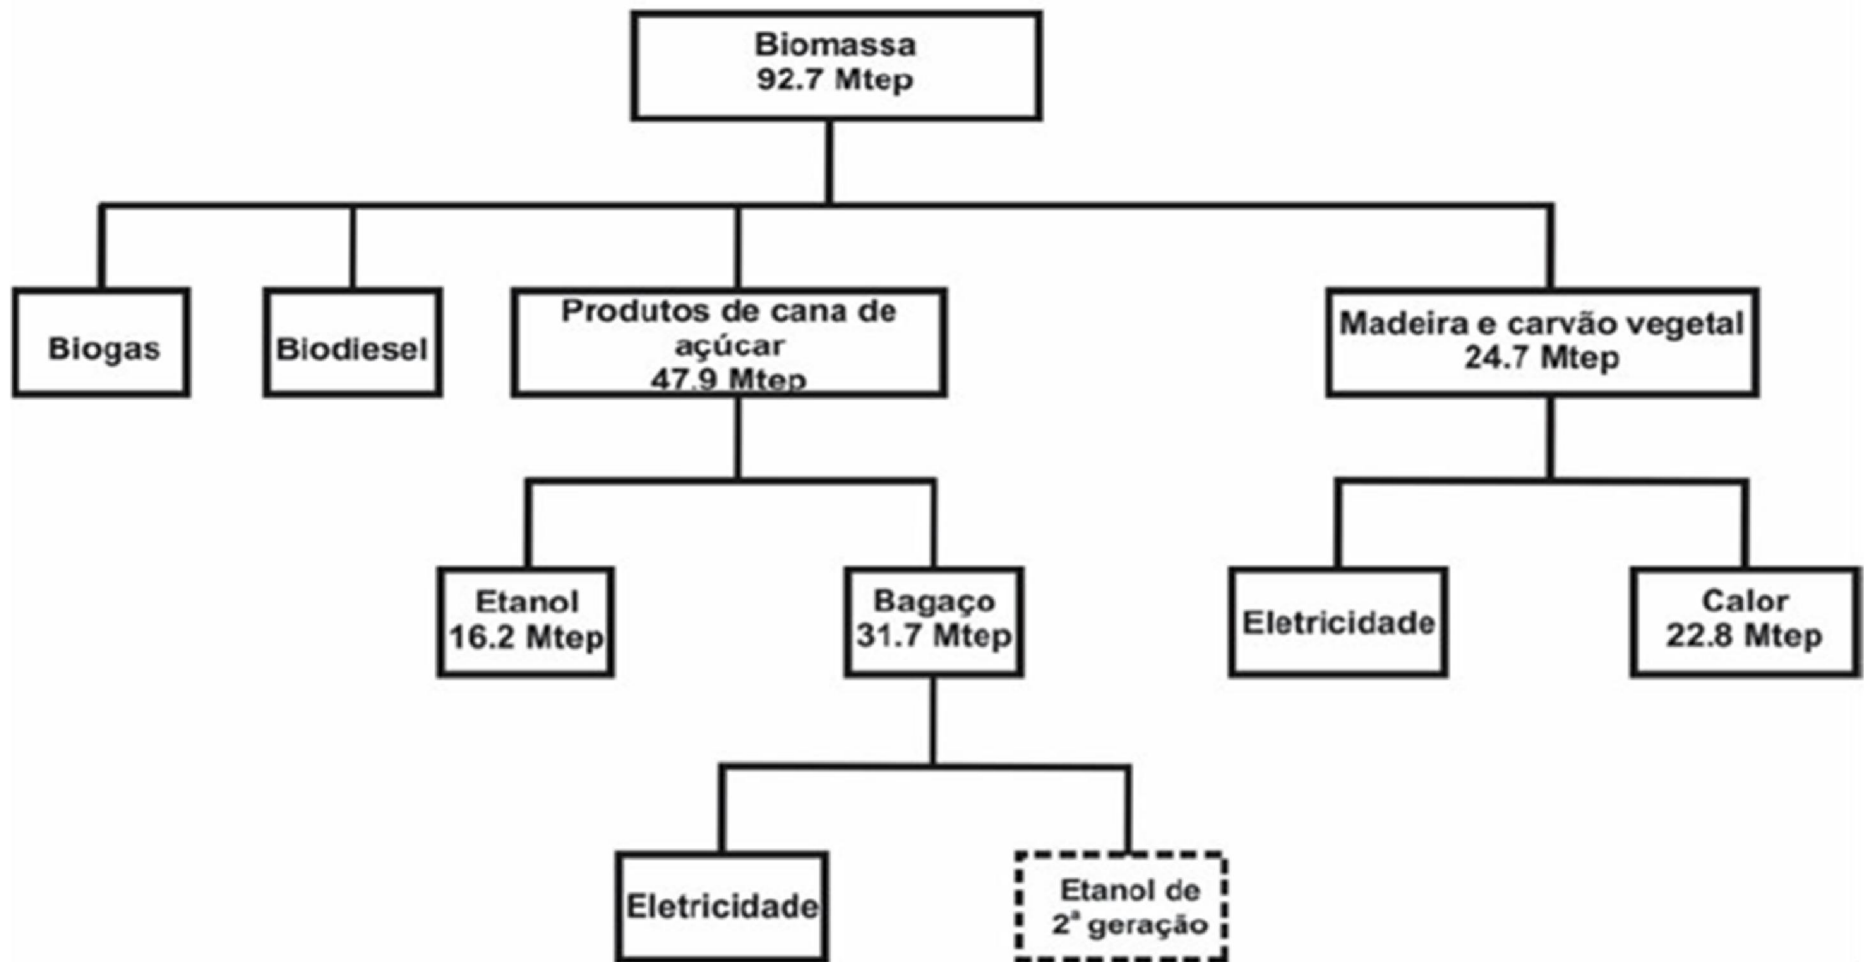 Biomassa
92.7 Mtep
Biogas
Biodiesel
Produtos de cana de
açúcar
47.9 Mtep
Madeira e carvão vegetal
24.7 Mtep
Etanol
16.2 Mtep
Bagaço
31.7 Mtep
Eletricidade
Calor
22.8 Mtep
Eletricidade
Etanol de
2ª geração